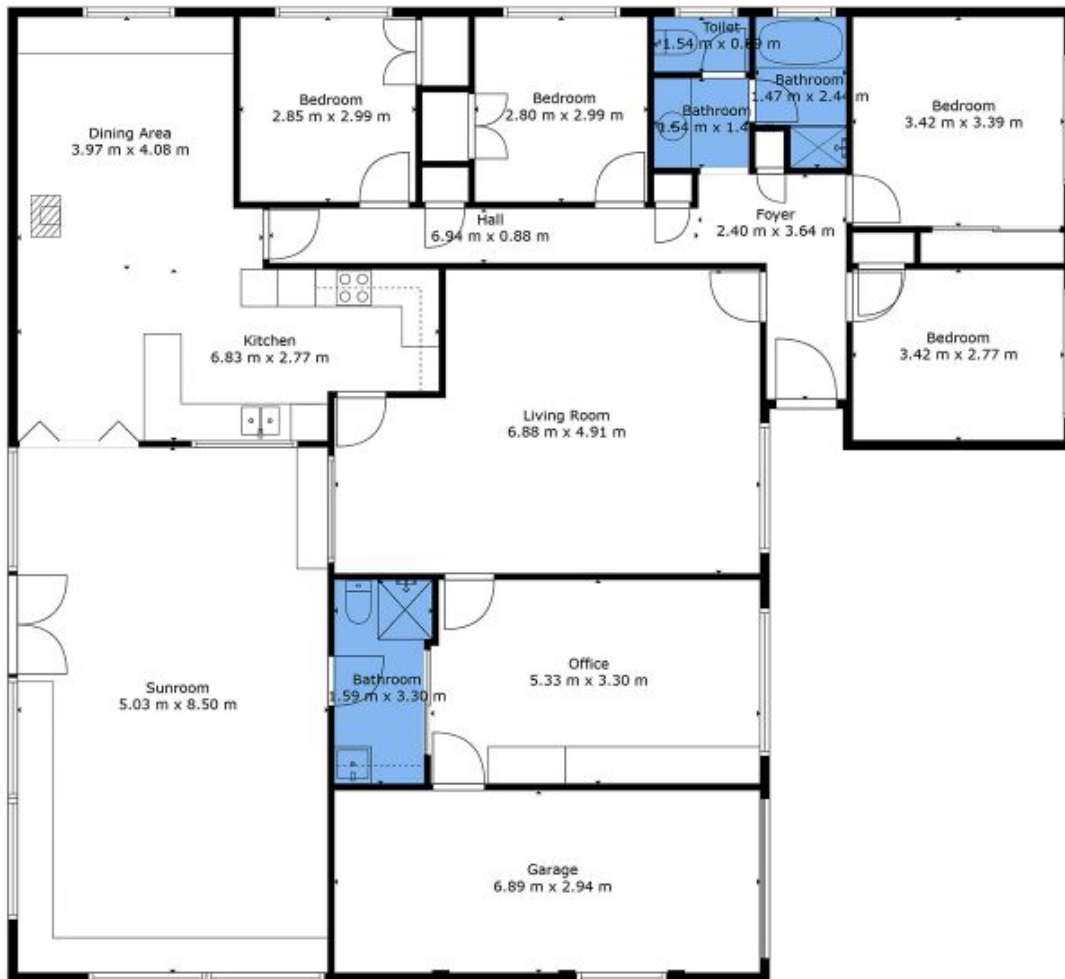 Toilet
1.54 m x 0.89 m
Bathroom
1.47 m x 2.44 m
Bedroom
2.85 m x 2.99 m
Bedroom
2.80 m x 2.99 m
Bathroom
Bedroom
3.42 m x 3.39 m
Dining Area
3.97 m x 4.08 m
Hall
6.94 m x 0.88 m
Foyer
2.40 m x 3.64 m
Kitchen
6.83 m x 2.77 m
Bedroom
3.42 m x 2.77 m
Living Room
6.88 m x 4.91 m
Sunroom
5.03 m x 8.50 m
Bathroom
1.59 m x 3.30 m
Office
5.33 m x 3.30 m
Garage
6.89 m x 2.94 m